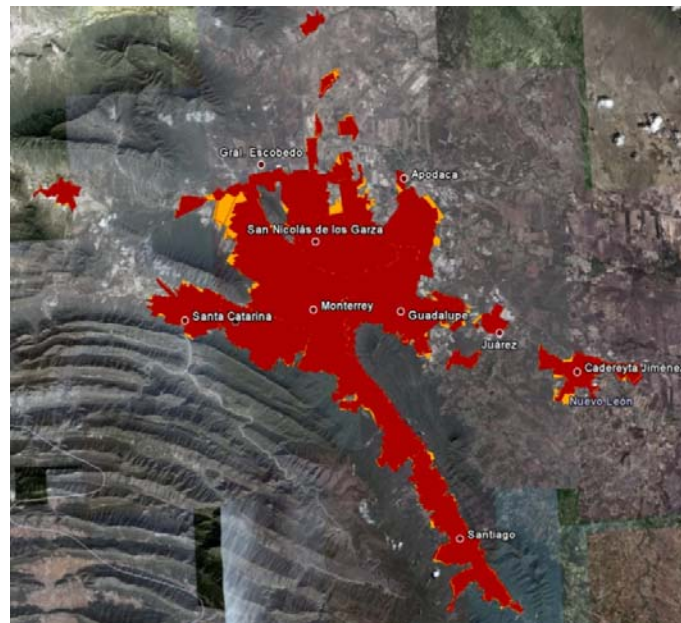 Gral. Escobedo
Apodaca
San Nicolás de los Garza
Monterrey
Guadalupe
Santa Catarina
Juárez
Cadereyta Jiménez
Nuevo León
Santiago